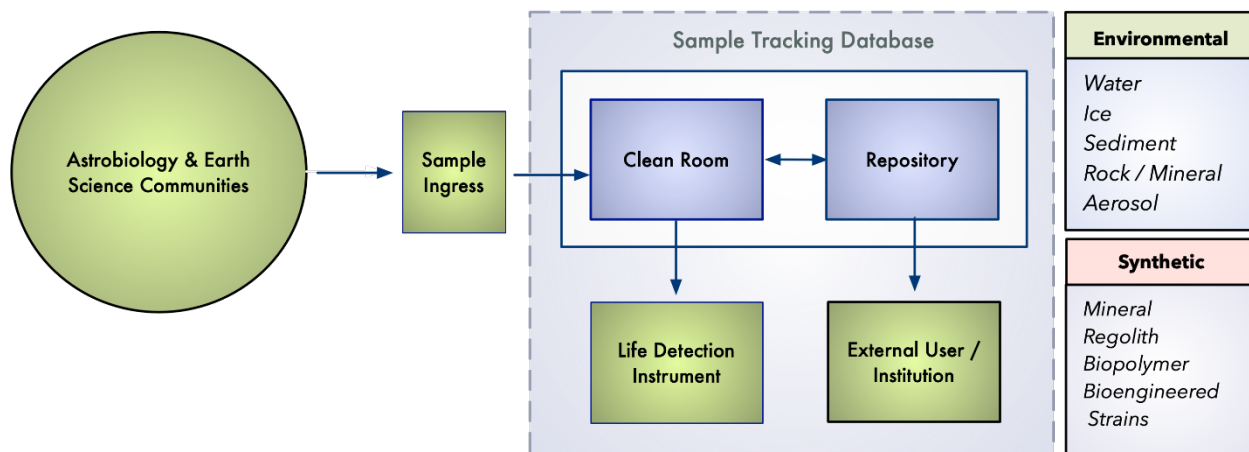 Sample Tracking Database
Astrobiology & Earth
Science Communities
Sample
Ingress
Clean Room
Repository
Life Detection
Instrument
External User /
Institution
Environmental
Water
Ice
Sediment
Rock / Mineral
Aerosol
Synthetic
Mineral
Regolith
Biopolymer
Bioengineered
Strains